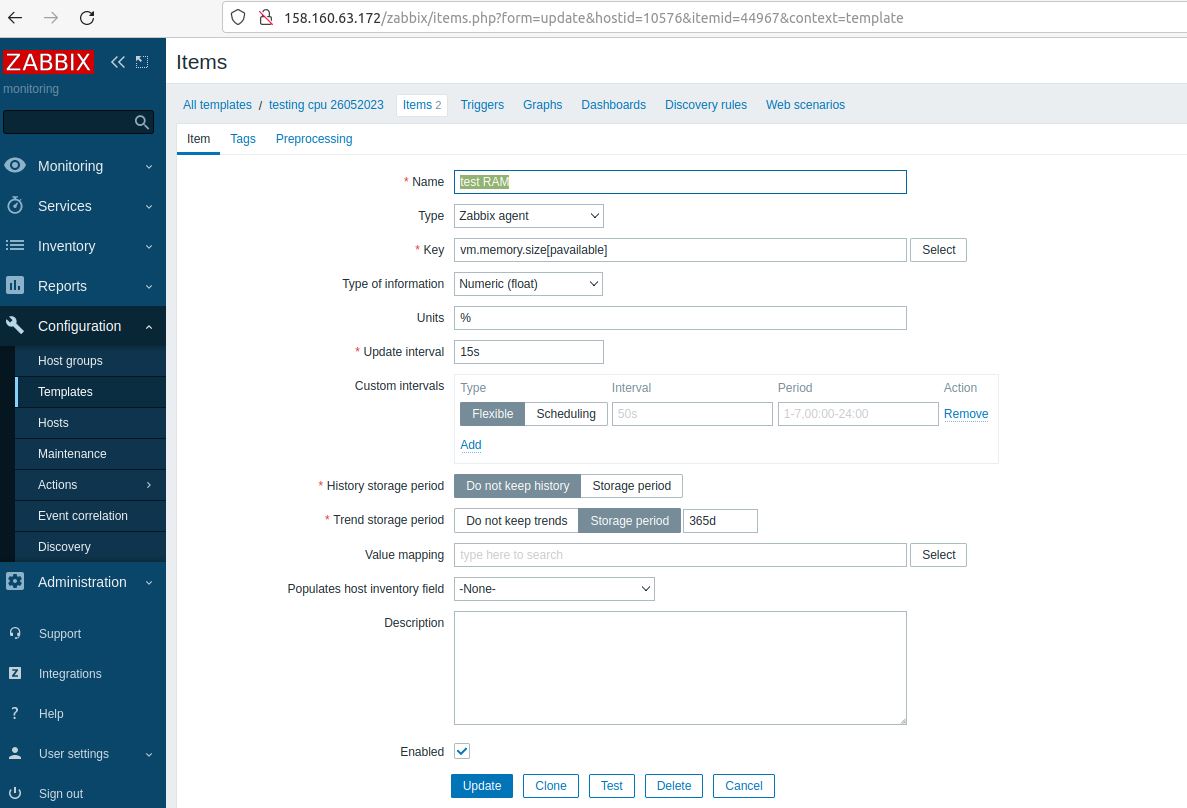 158.160.63.172/zabbix/items.php?form=update&hostid=10576&itemid=44967&context=template
ZABBIX
monitoring
Monitoring
Services
Inventory
Reports
Configuration
Host groups
Templates
Hosts
Maintenance
Actions
Event correlation
Discovery
Administration
Support
Z Integrations
? Help
User settings
Sign out
Items
All templates / testing cpu 26052023 Items 2 Triggers Graphs Dashboards Discovery rules Web scenarios
Item Tags Preprocessing
* Name test RAM
Type Zabbix agent
* Key vm.memory.size[pavailable] Select
Type of information Numeric (float)
Units %
* Update interval 15s
Custom intervals Type Interval Period Action
Flexible Scheduling 50s 1-7,00:00-24:00 Remove
Add
* History storage period Do not keep history Storage period
* Trend storage period Do not keep trends Storage period 365d
Value mapping type here to search Select
Populates host inventory field -None-
Description
Enabled
Update Clone Test Delete Cancel